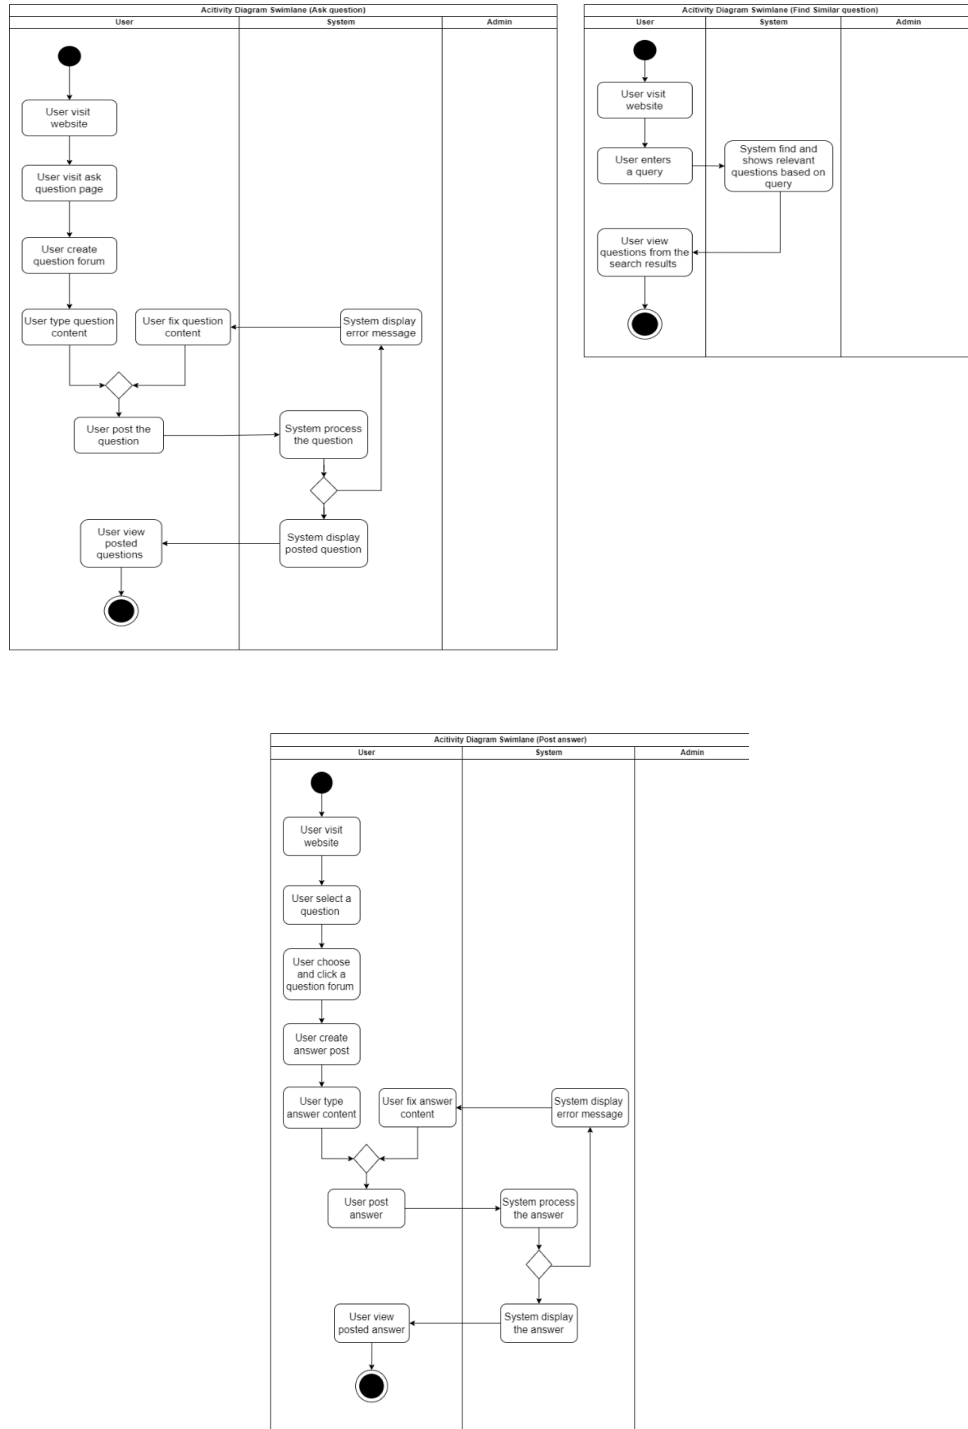 Acitivity Diagram Swimlane (Ask question)
User
System
Admin
User visit
website
User visit ask
question page
User create
question forum
User type question
content
User fix question
content
System display
error message
User post the
question
System process
the question
User view
posted
questions
System display
posted question
Acitivity Diagram Swimlane (Find Similar question)
User
System
Admin
User visit
website
User enters
a query
System find and
shows relevant
questions based on
query
User view
questions from the
search results
Acitivity Diagram Swimlane (Post answer)
User
System
Admin
User visit
website
User select a
question
User choose
and click a
question forum
User create
answer post
User type
answer content
User fix answer
content
System display
error message
User post
answer
System process
the answer
User view
posted answer
System display
the answer